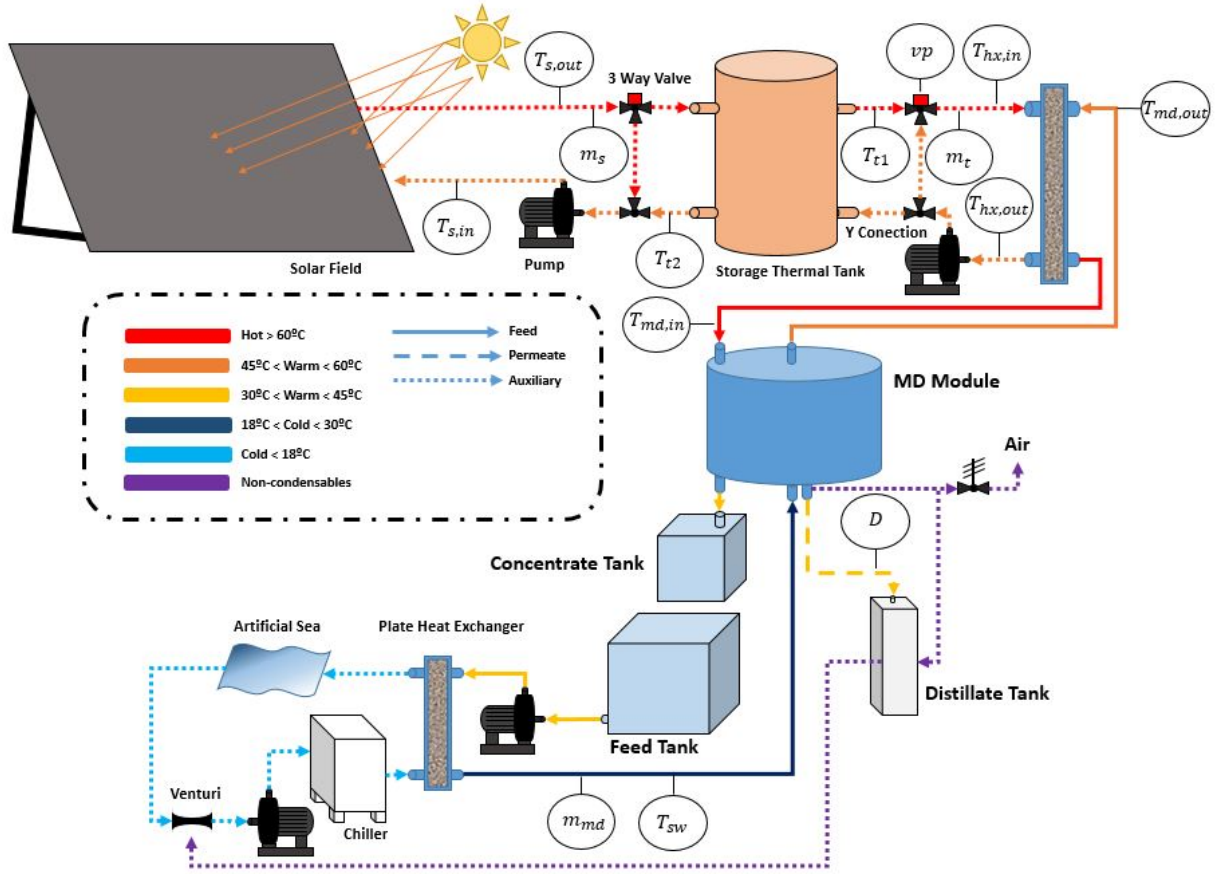 T_{s,out}
3 Way Valve
vp
T_{hx,in}
T_{md,out}
m_s
T_{t1}
m_t
T_{s,in}
T_{hx,out}
Y Conection
Solar Field
Pump
T_{t2}
Storage Thermal Tank
T_{md,in}
Hot > 60ºC
Feed
45ºC < Warm < 60ºC
Permeate
30ºC < Warm < 45ºC
Auxiliary
18ºC < Cold < 30ºC
Cold < 18ºC
Non-condensables
MD Module
Air
D
Concentrate Tank
Artificial Sea
Plate Heat Exchanger
Distillate Tank
Feed Tank
Venturi
Chiller
m_{md}
T_{sw}